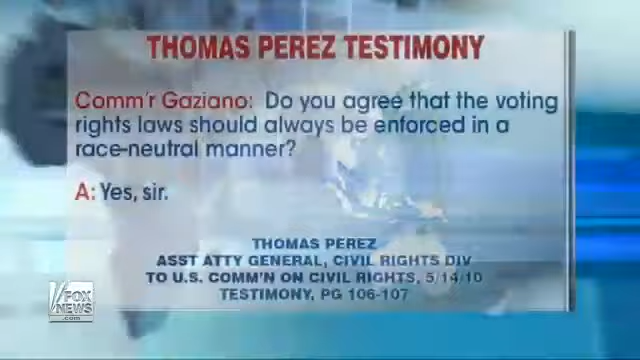 THOMAS PEREZ TESTIMONY
Comm'r Gaziano: Do you agree that the voting
rights laws should always be enforced in a
race-neutral manner?
A: Yes, sir.
THOMAS PEREZ
ASST ATTY GENERAL, CIVIL RIGHTS DIV
TO U.S. COMM'N ON CIVIL RIGHTS, 5/14/10
TESTIMONY, PG 106-107
FOX
NEWS
.com